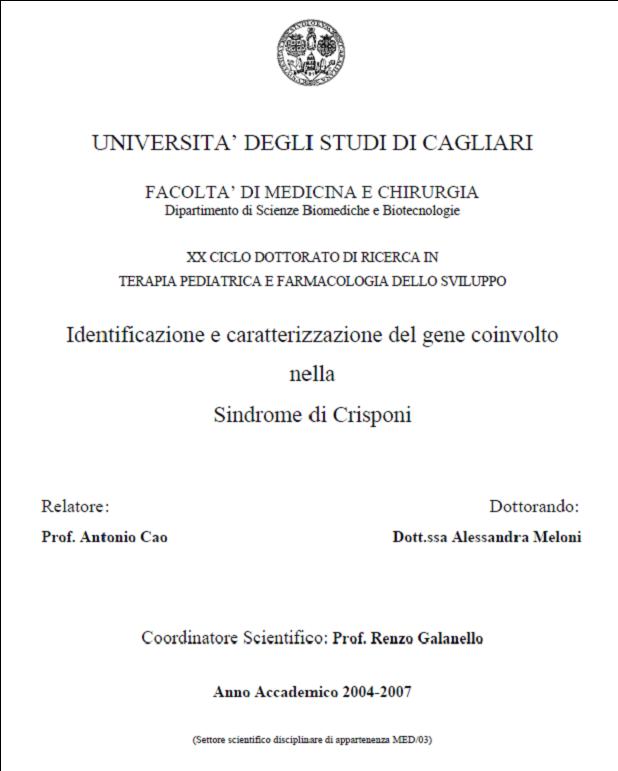 UNIVERSITA' DEGLI STUDI DI CAGLIARI
FACOLTA' DI MEDICINA E CHIRURGIA
Dipartimento di Scienze Biomediche e Biotecnologie
XX CICLO DOTTORATO DI RICERCA IN
TERAPIA PEDIATRICA E FARMACOLOGIA DELLO SVILUPPO
Identificazione e caratterizzazione del gene coinvolto
nella
Sindrome di Crisponi
Relatore: Dottorando:
Prof. Antonio Cao Dott.ssa Alessandra Meloni
Coordinatore Scientifico: Prof. Renzo Galanello
Anno Accademico 2004-2007
(Settore scientifico disciplinare di appartenenza MED/03)